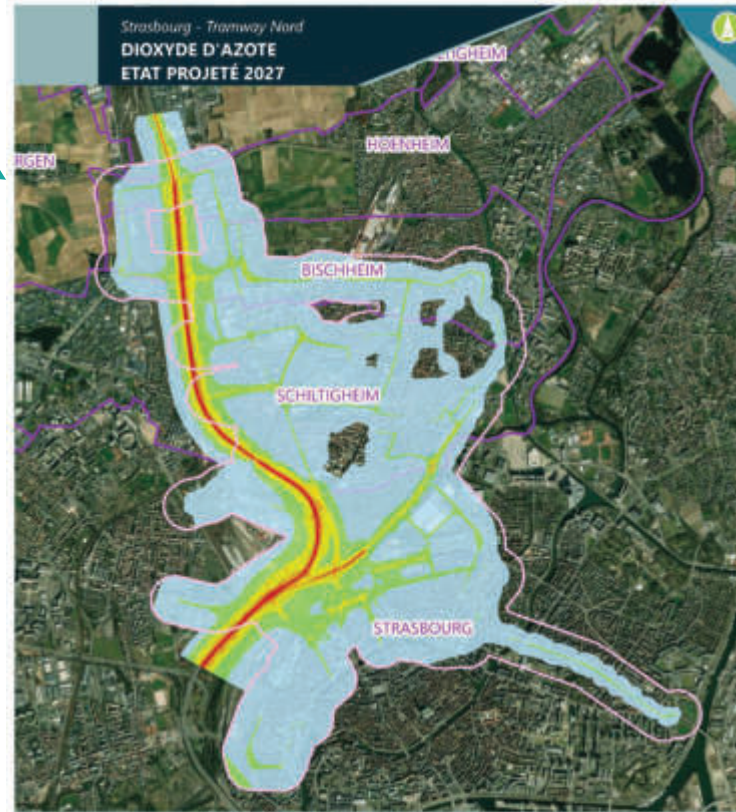 Strasbourg - Tramway Nord
DIOXYDE D'AZOTE
ETAT PROJETÉ 2027
HOENHEIM
BISCHHEIM
SCHILTIGHEIM
STRASBOURG